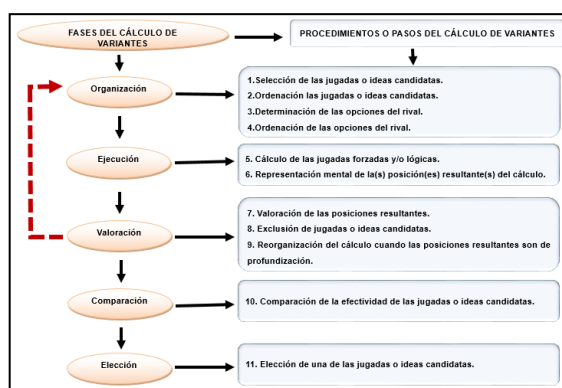 FASES DEL CÁLCULO DE
VARIANTES
PROCEDIMIENTOS O PASOS DEL CÁLCULO DE VARIANTES
Organización
1.Selección de las jugadas o ideas candidatas.
2.Ordenación las jugadas o ideas candidatas.
3.Determinación de las opciones del rival.
4.Ordenación de las opciones del rival.
Ejecución
5. Cálculo de las jugadas forzadas y/o lógicas.
6. Representación mental de la(s) posición(es) resultante(s) del cálculo.
Valoración
7. Valoración de las posiciones resultantes.
8. Exclusión de jugadas o ideas candidatas.
9. Reorganización del cálculo cuando las posiciones resultantes son de
profundización.
Comparación
10. Comparación de la efectividad de las jugadas o ideas candidatas.
Elección
11. Elección de una de las jugadas o ideas candidatas.